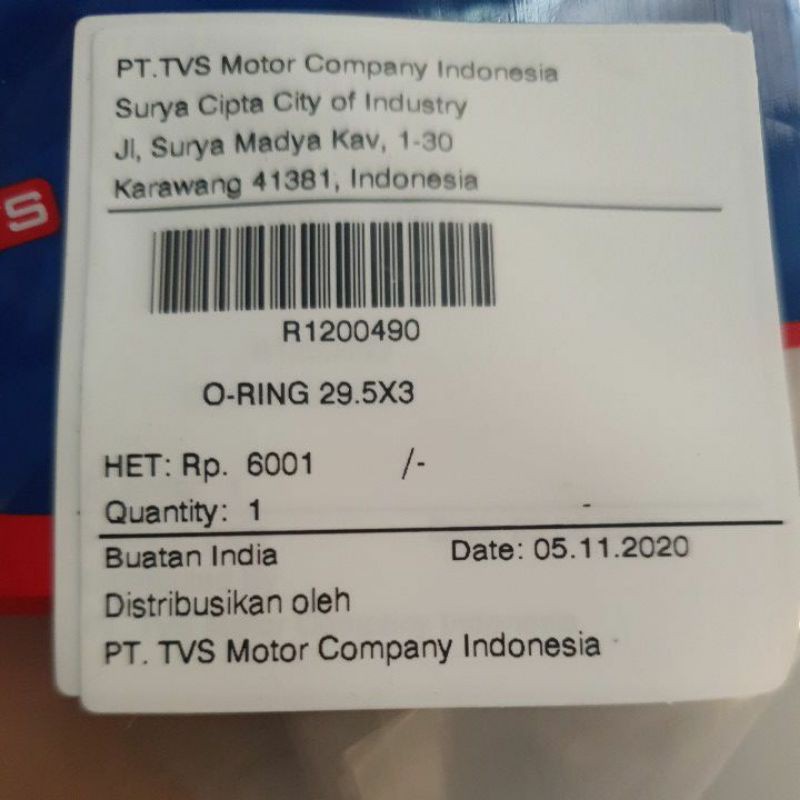 PT.TVS Motor Company Indonesia
Surya Cipta City of Industry
Jl, Surya Madya Kav, 1-30
Karawang 41381, Indonesia
S
R1200490
O-RING 29.5X3
HET: Rp. 6001 /-
Quantity: 1 -
Buatan India Date: 05.11.2020
Distribusikan oleh
PT. TVS Motor Company Indonesia